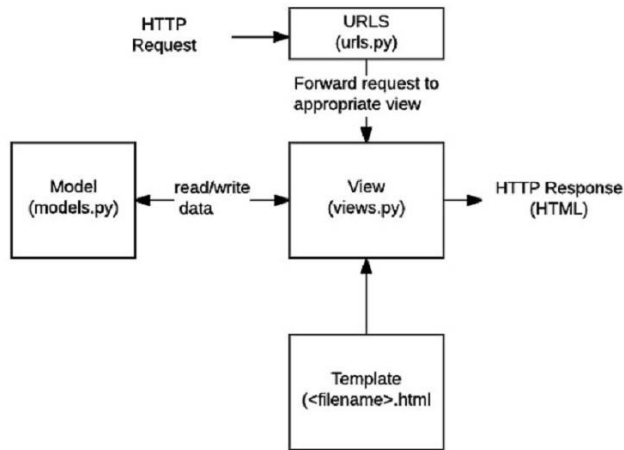 HTTP
Request
URLS
(urls.py)
Forward request to
appropriate view
Model
(models.py)
read/write
data
View
(views.py)
HTTP Response
(HTML)
Template
(<filename>.html